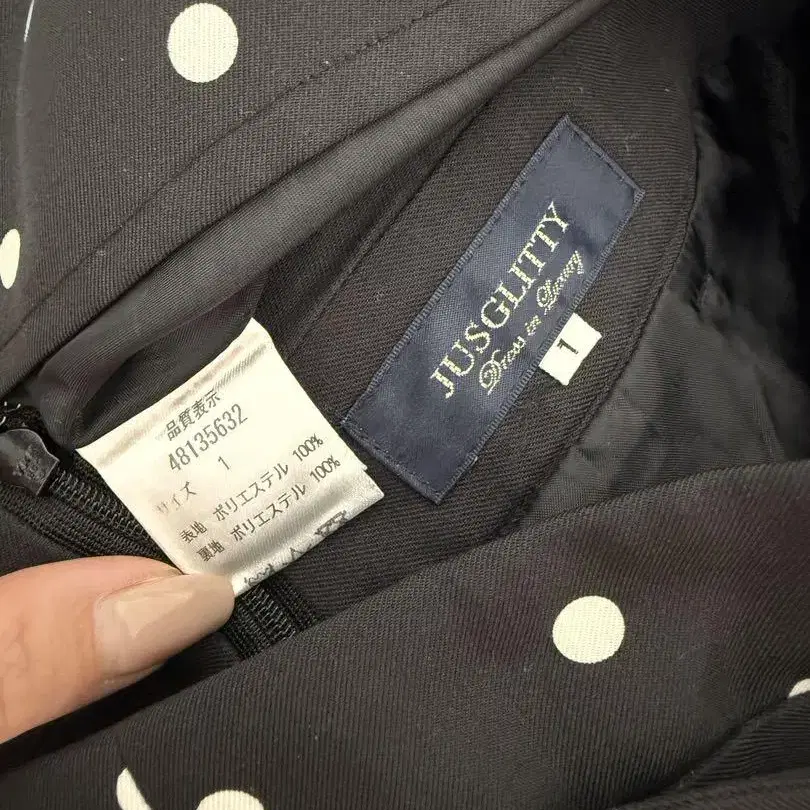 JUSGLITTY
Dress in Luxury
1
品質表示
48135632
サイズ 1
表地 ポリエステル 100%
裏地 ポリエステル 100%